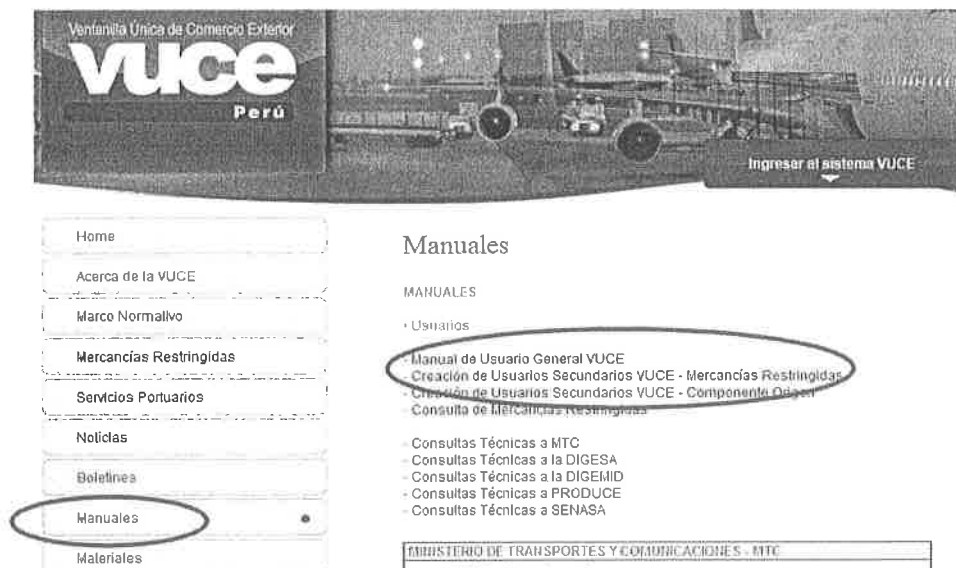 Ventanilla Única de Comercio Exterior
vuce
Perú
Ingresar al sistema VUCE
Home
Acerca de la VUCE
Marco Normativo
Mercancías Restringidas
Servicios Portuarios
Noticias
Boletines
Manuales
Materiales
Manuales
MANUALES
• Usuarios
- Manual de Usuario General VUCE
- Creación de Usuarios Secundarios VUCE - Mercancías Restringidas
- Creación de Usuarios Secundarios VUCE - Componente Origen
- Consulta de Mercancías Restringidas
- Consultas Técnicas a MTC
- Consultas Técnicas a la DIGESA
- Consultas Técnicas a la DIGEMID
- Consultas Técnicas a PRODUCE
- Consultas Técnicas a SENASA
MINISTERIO DE TRANSPORTES Y COMUNICACIONES - MTC